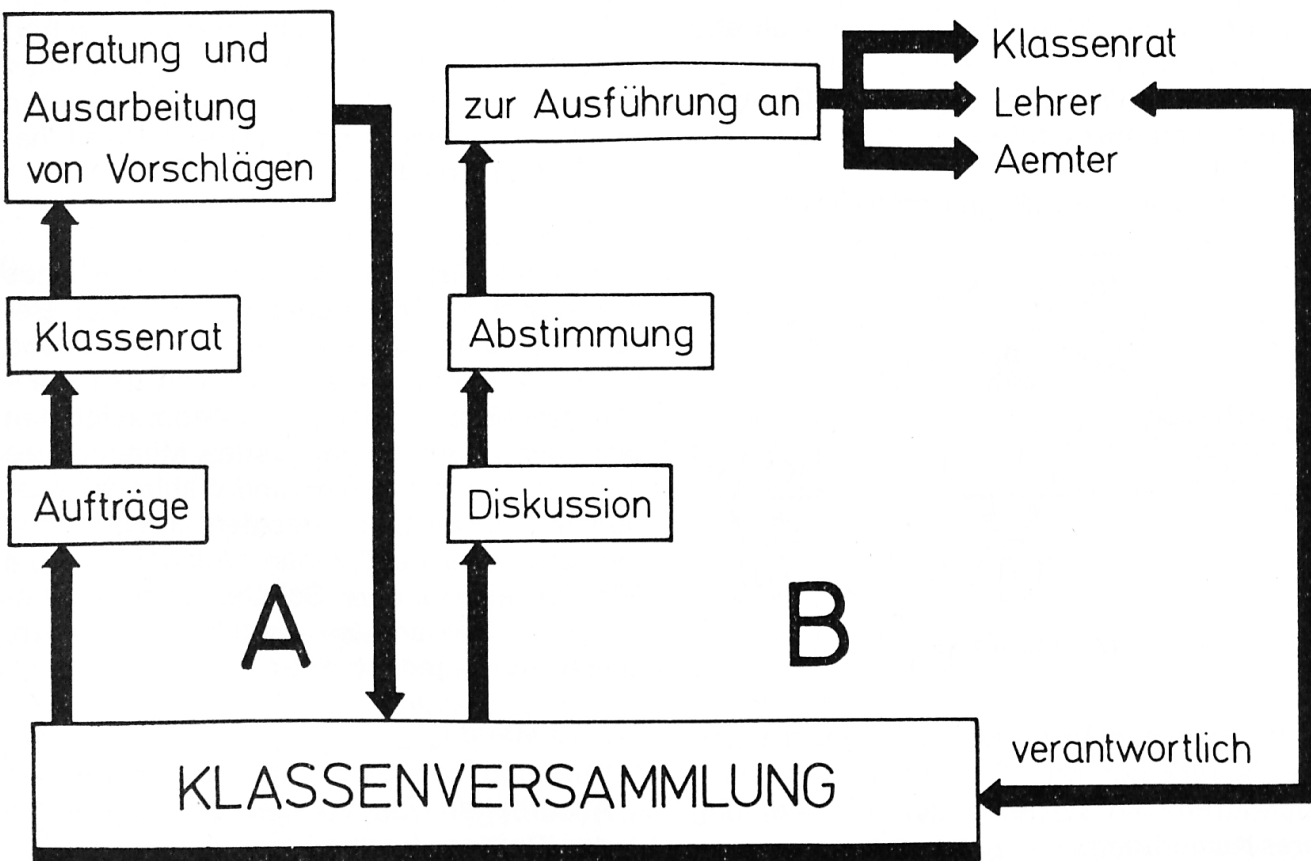 Beratung und
Ausarbeitung
von Vorschlägen
zur Ausführung an
Klassenrat
Lehrer
Aemter
Klassenrat
Abstimmung
Aufträge
Diskussion
A
B
verantwortlich
KLASSENVERSAMMLUNG